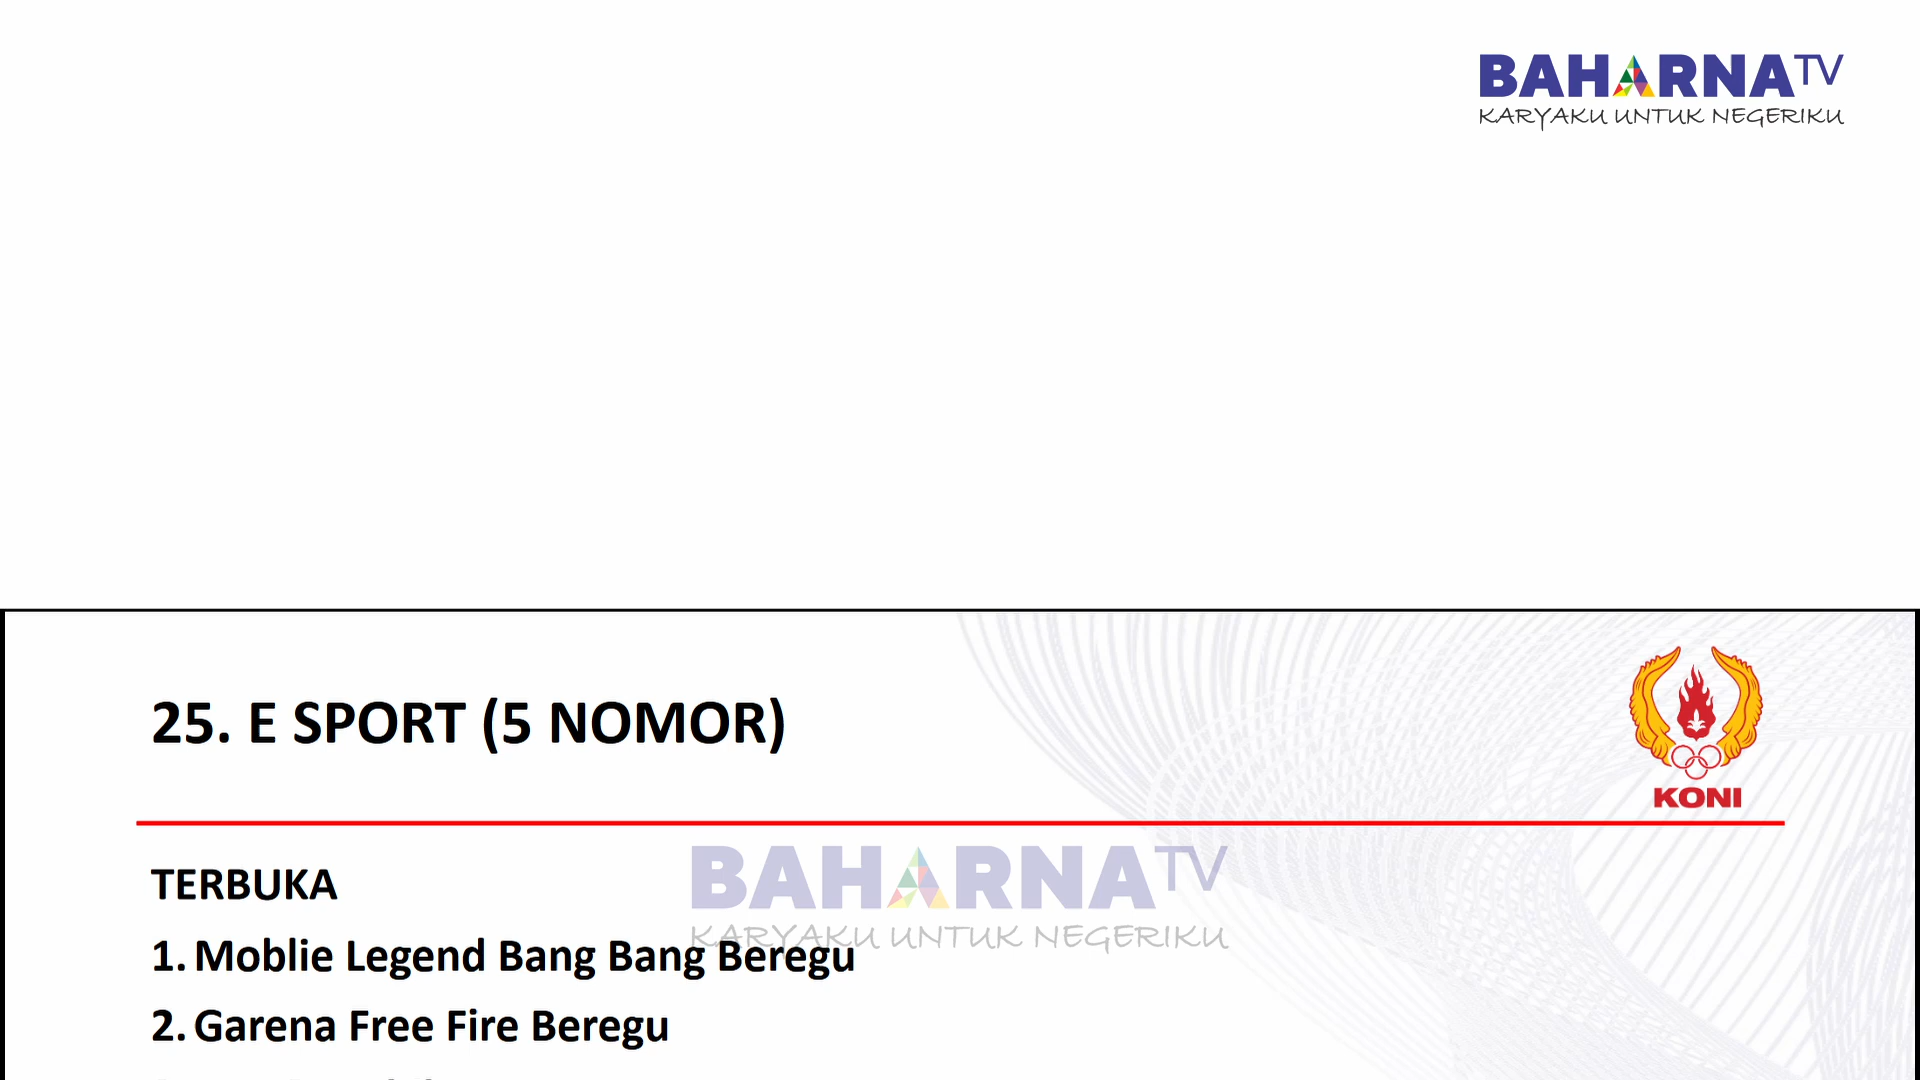 BAHARNATV
KARYAKU UNTUK NEGERIKU
25. E SPORT (5 NOMOR)
KONI
TERBUKA
BAHARNATV
KARYAKU UNTUK NEGERIKU
1. Moblie Legend Bang Bang Beregu
2. Garena Free Fire Beregu